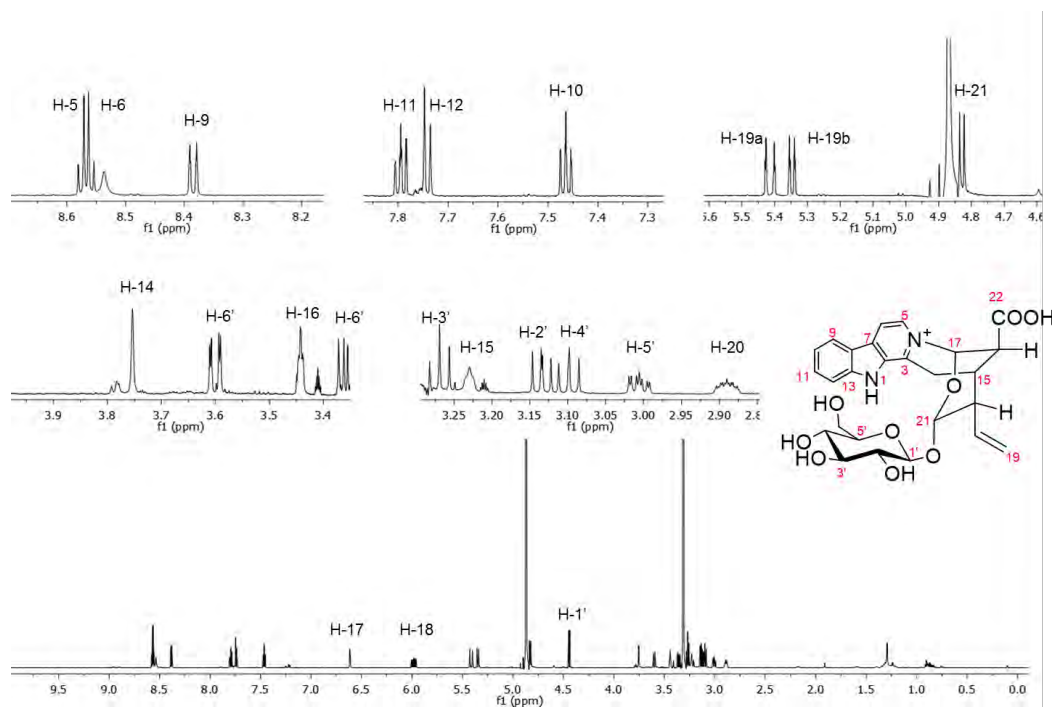 H-5 H-6 H-9
8.6 8.5 8.4 8.3 8.2
f1 (ppm)
H-11 H-12 H-10
7.8 7.7 7.6 7.5 7.4 7.3
f1 (ppm)
H-19a H-19b H-21
5.6 5.5 5.4 5.3 5.2 5.1 5.0 4.9 4.8 4.7 4.6
f1 (ppm)
H-14 H-6' H-16 H-6'
3.9 3.8 3.7 3.6 3.5 3.4
f1 (ppm)
H-3' H-15 H-2' H-4' H-5' H-20
3.25 3.20 3.15 3.10 3.05 3.00 2.95 2.90 2.8
f1 (ppm)
22
COOH
5
9
7
N
+
17
H
11
13
N
H
1
3
15
O
HO
O
21
H
HO
5'
HO
3'
OH
1'
O
19
H-17 H-18 H-1'
9.5 9.0 8.5 8.0 7.5 7.0 6.5 6.0 5.5 5.0 4.5 4.0 3.5 3.0 2.5 2.0 1.5 1.0 0.5 0.0
f1 (ppm)